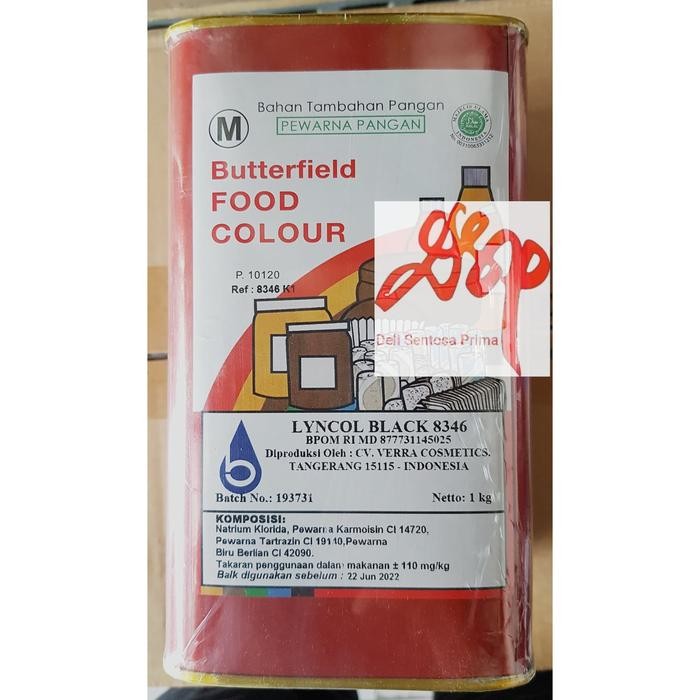 Bahan Tambahan Pangan
PEWARNA PANGAN
M
MAJELIS ULAMA INDONESIA
Butterfield
FOOD
COLOUR
P. 10120
Ref : 8346 K1
Deli Sentosa Prima
LYNCOL BLACK 8346
BPOM RI MD 877731145025
Diproduksi Oleh : CV. VERRA COSMETICS.
TANGERANG 15115 - INDONESIA
Batch No.: 193731 Netto: 1 kg
KOMPOSISI:
Natrium Klorida, Pewarna Karmoisin CI 14720,
Pewarna Tartrazin CI 19140,Pewarna
Biru Berlian CI 42090.
Takaran penggunaan dalam makanan ± 110 mg/kg
Baik digunakan sebelum : 22 Jun 2022